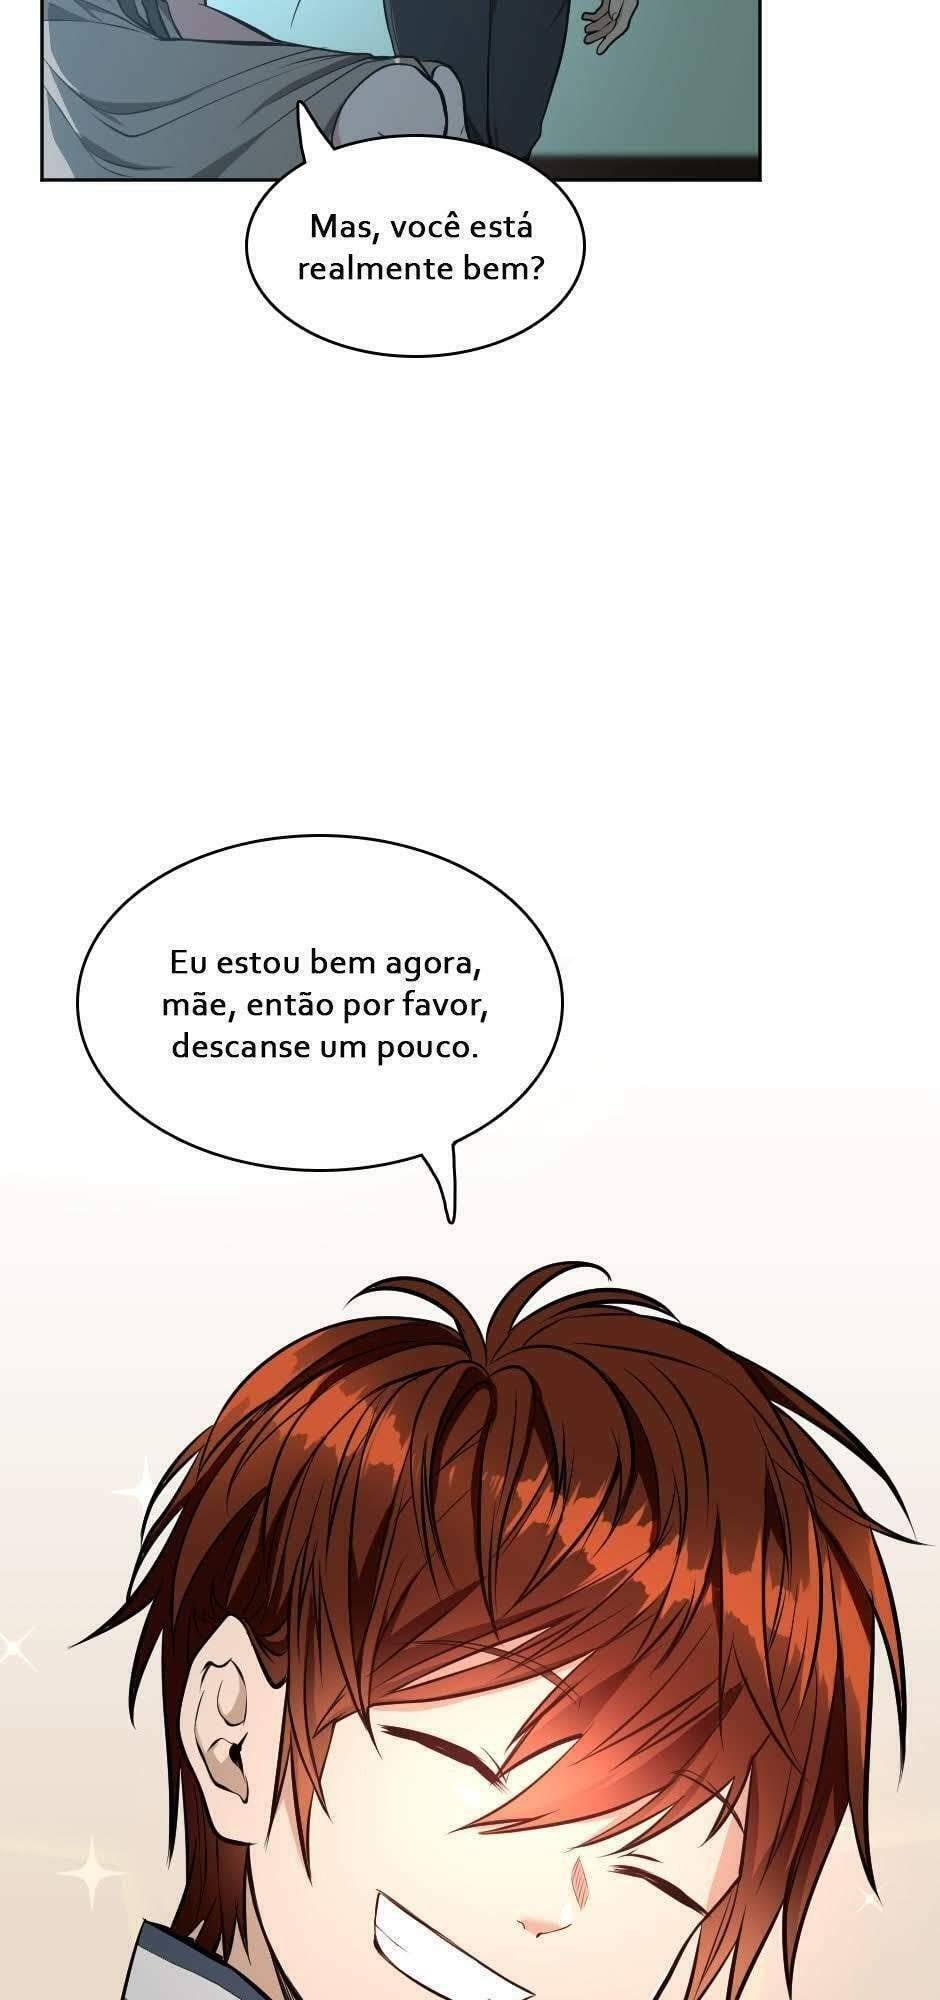 Mas, você está
realmente bem?
Eu estou bem agora,
mãe, então por favor,
descanse um pouco.